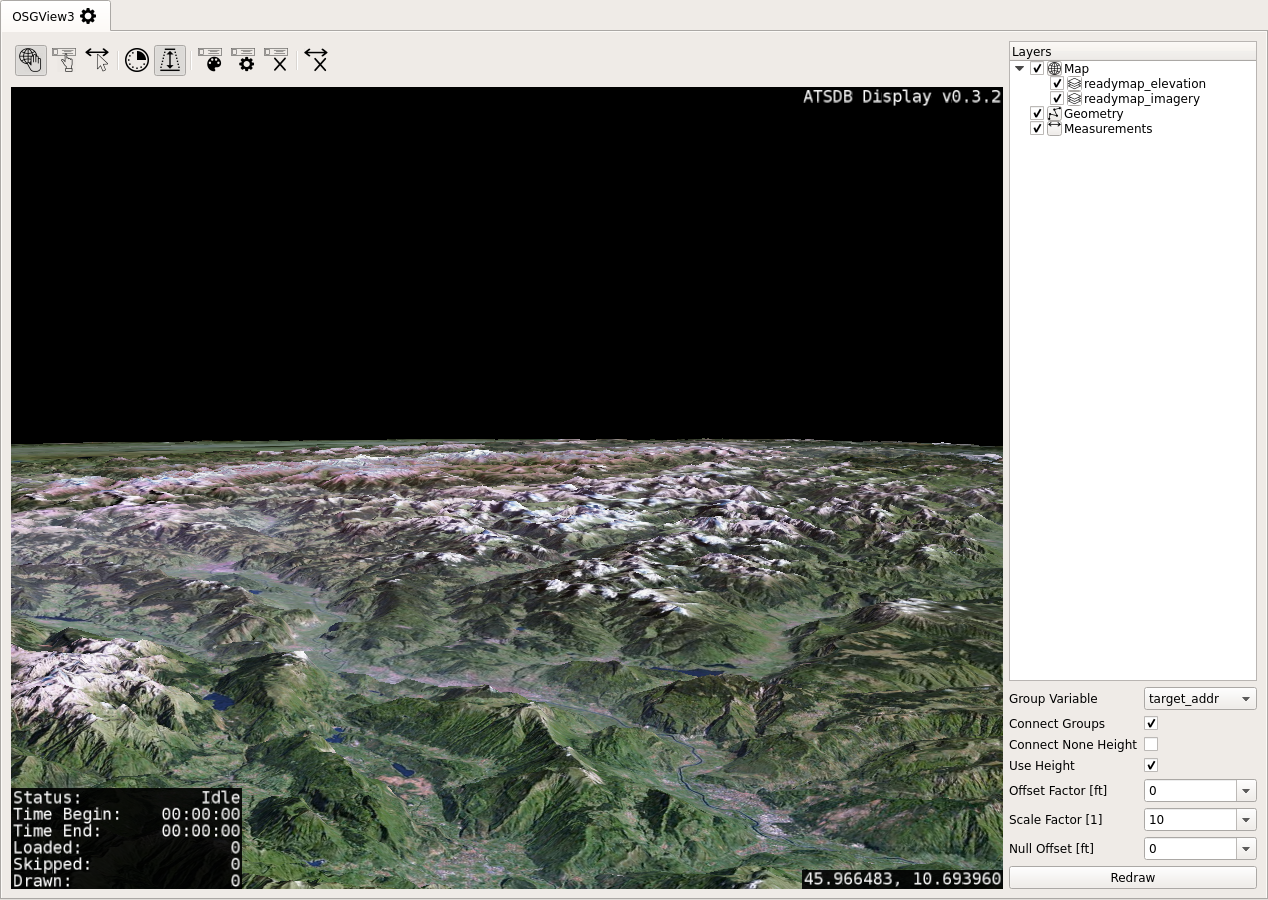 OSGView3
Layers
Map
readymap_elevation
readymap_imagery
Geometry
Measurements
ATSDB Display v0.3.2
Status: Idle
Time Begin: 00:00:00
Time End: 00:00:00
Loaded: 0
Skipped: 0
Drawn: 0
45.966483, 10.693960
Group Variable target_addr
Connect Groups
Connect None Height
Use Height
Offset Factor [ft] 0
Scale Factor [1] 10
Null Offset [ft] 0
Redraw